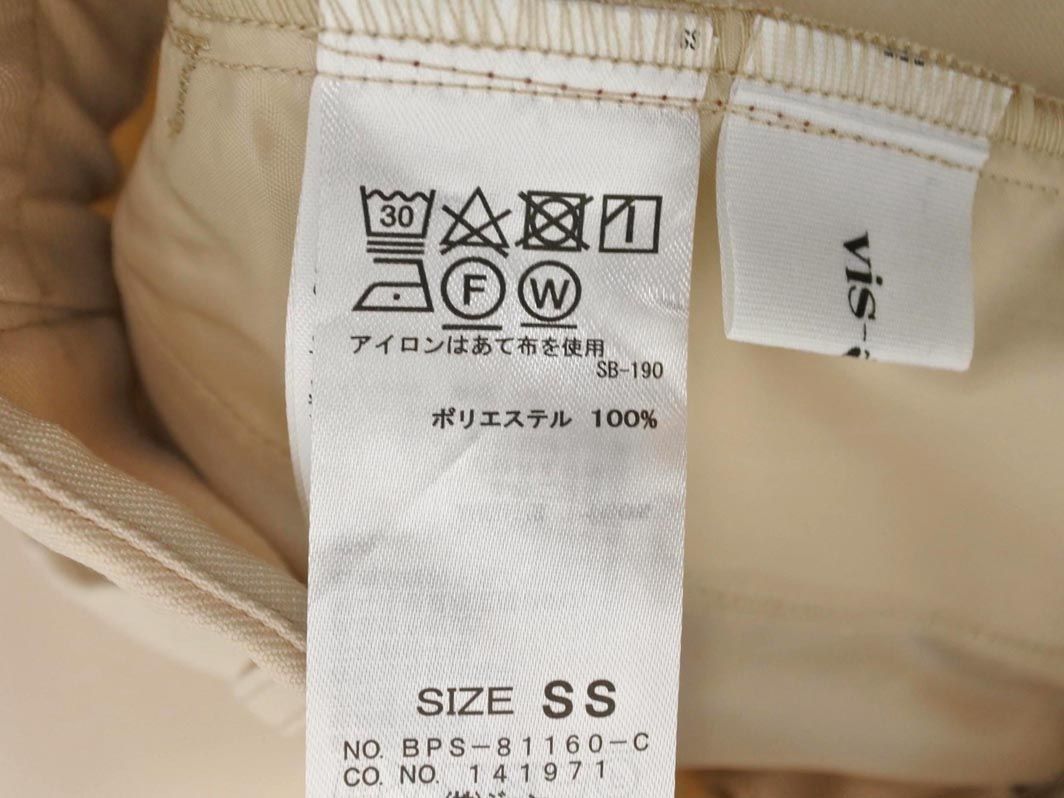 SS
30
F W
アイロンはあて布を使用
SB-190
ポリエステル 100%
SIZE SS
NO. BPS-81160-C
CO. NO. 141971
vis-